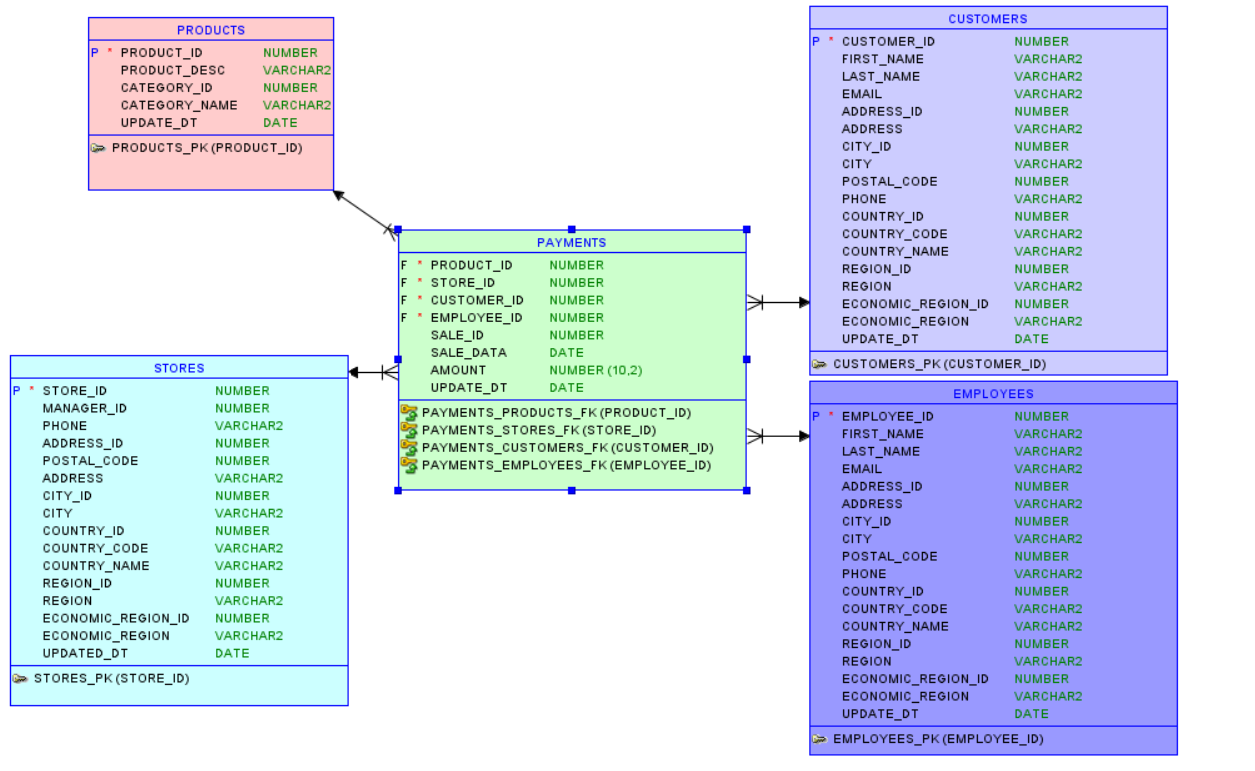 PRODUCTS
P * PRODUCT_ID NUMBER
PRODUCT_DESC VARCHAR2
CATEGORY_ID NUMBER
CATEGORY_NAME VARCHAR2
UPDATE_DT DATE
PRODUCTS_PK (PRODUCT_ID)
CUSTOMERS
P * CUSTOMER_ID NUMBER
FIRST_NAME VARCHAR2
LAST_NAME VARCHAR2
EMAIL VARCHAR2
ADDRESS_ID NUMBER
ADDRESS VARCHAR2
CITY_ID NUMBER
CITY VARCHAR2
POSTAL_CODE NUMBER
PHONE VARCHAR2
COUNTRY_ID NUMBER
COUNTRY_CODE VARCHAR2
COUNTRY_NAME VARCHAR2
REGION_ID NUMBER
REGION VARCHAR2
ECONOMIC_REGION_ID NUMBER
ECONOMIC_REGION VARCHAR2
UPDATE_DT DATE
CUSTOMERS_PK (CUSTOMER_ID)
PAYMENTS
F * PRODUCT_ID NUMBER
F * STORE_ID NUMBER
F * CUSTOMER_ID NUMBER
F * EMPLOYEE_ID NUMBER
SALE_ID NUMBER
SALE_DATA DATE
AMOUNT NUMBER (10,2)
UPDATE_DT DATE
PAYMENTS_PRODUCTS_FK (PRODUCT_ID)
PAYMENTS_STORES_FK (STORE_ID)
PAYMENTS_CUSTOMERS_FK (CUSTOMER_ID)
PAYMENTS_EMPLOYEES_FK (EMPLOYEE_ID)
STORES
P * STORE_ID NUMBER
MANAGER_ID NUMBER
PHONE VARCHAR2
ADDRESS_ID NUMBER
POSTAL_CODE NUMBER
ADDRESS VARCHAR2
CITY_ID NUMBER
CITY VARCHAR2
COUNTRY_ID NUMBER
COUNTRY_CODE VARCHAR2
COUNTRY_NAME VARCHAR2
REGION_ID NUMBER
REGION VARCHAR2
ECONOMIC_REGION_ID NUMBER
ECONOMIC_REGION VARCHAR2
UPDATED_DT DATE
STORES_PK (STORE_ID)
EMPLOYEES
P * EMPLOYEE_ID NUMBER
FIRST_NAME VARCHAR2
LAST_NAME VARCHAR2
EMAIL VARCHAR2
ADDRESS_ID NUMBER
ADDRESS VARCHAR2
CITY_ID NUMBER
CITY VARCHAR2
POSTAL_CODE NUMBER
PHONE VARCHAR2
COUNTRY_ID NUMBER
COUNTRY_CODE VARCHAR2
COUNTRY_NAME VARCHAR2
REGION_ID NUMBER
REGION VARCHAR2
ECONOMIC_REGION_ID NUMBER
ECONOMIC_REGION VARCHAR2
UPDATE_DT DATE
EMPLOYEES_PK (EMPLOYEE_ID)